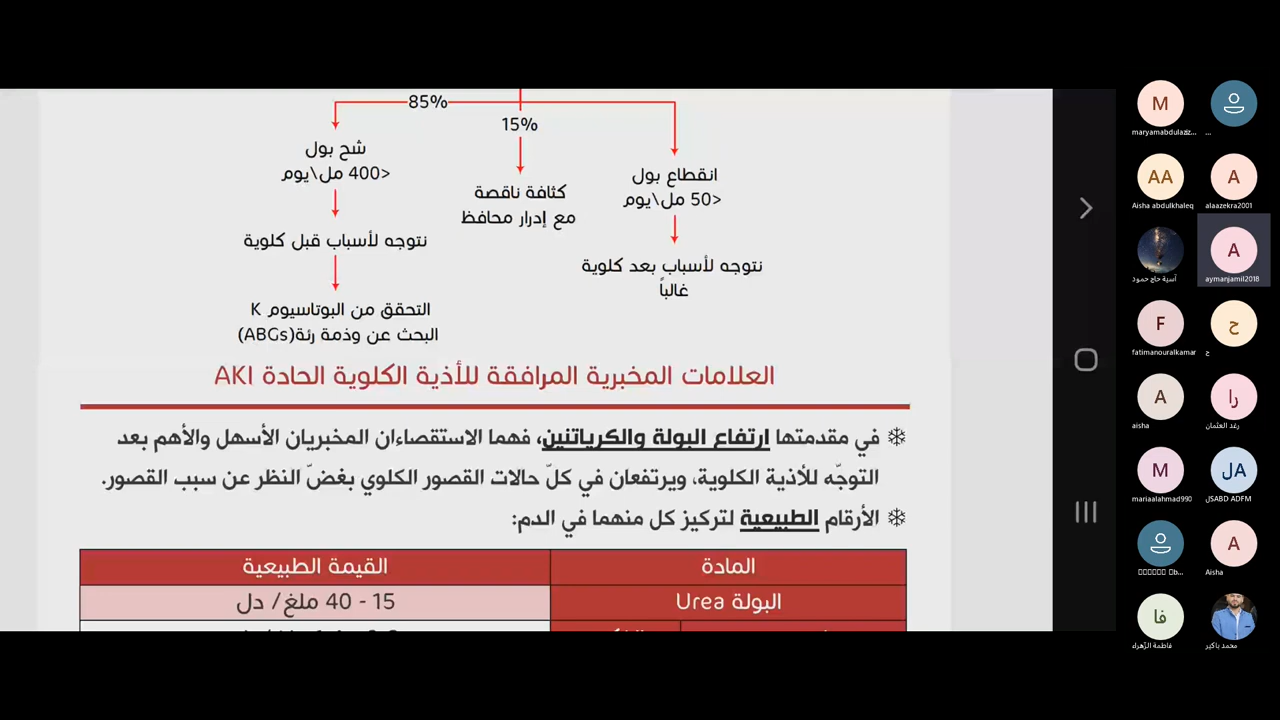 85%
15%
شح بول
<400 مل\يوم
نتوجه لأسباب قبل كلوية
التحقق من البوتاسيوم K
البحث عن وذمة رئة(ABGs)
كثافة ناقصة
مع إدرار محافظ
انقطاع بول
<50 مل\يوم
نتوجه لأسباب بعد كلوية
غالباً
العلامات المخبرية المرافقة للأذية الكلوية الحادة AKI
في مقدمتها ارتفاع البولة والكرياتنين، فهما الاستقصاءان المخبريان الأسهل والأهم بعد
التوجّه للأذية الكلوية، ويرتفعان في كلّ حالات القصور الكلوي بغضّ النظر عن سبب القصور.
الأرقام الطبيعية لتركيز كل منهما في الدم:
المادة
القيمة الطبيعية
البولة Urea
15 - 40 ملغ/ دل
M
maryamabdulaziz...
...
AA
Aisha abdulkhaleq
A
alaazekra2001
آسية حاج حمود
A
aymanjamil2018
F
fatimanouralkamar
ح
ح
A
aisha
را
رغد العثمان
M
mariaalahmad990
JA
JSABD ADFM
A
Aisha
فا
فاطمة الزهراء
محمد باكير